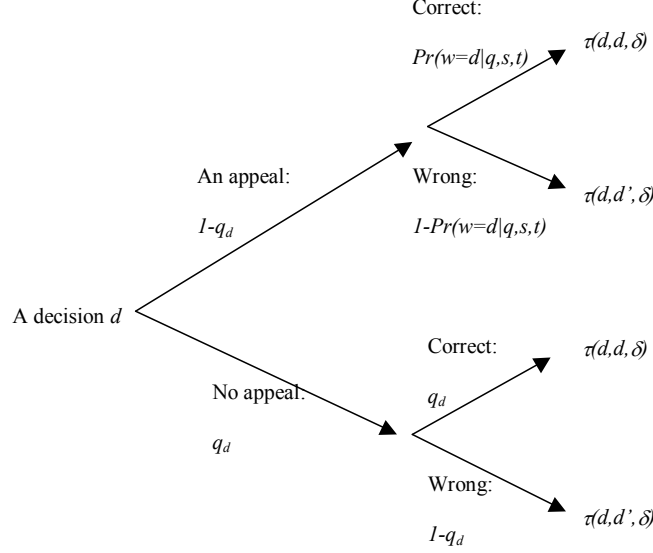 Correct:
τ(d,d,δ)
Pr(w=d|q,s,t)
An appeal:
Wrong:
τ(d,d',δ)
1-q_d
1-Pr(w=d|q,s,t)
A decision d
Correct:
τ(d,d,δ)
No appeal:
q_d
q_d
Wrong:
τ(d,d',δ)
1-q_d